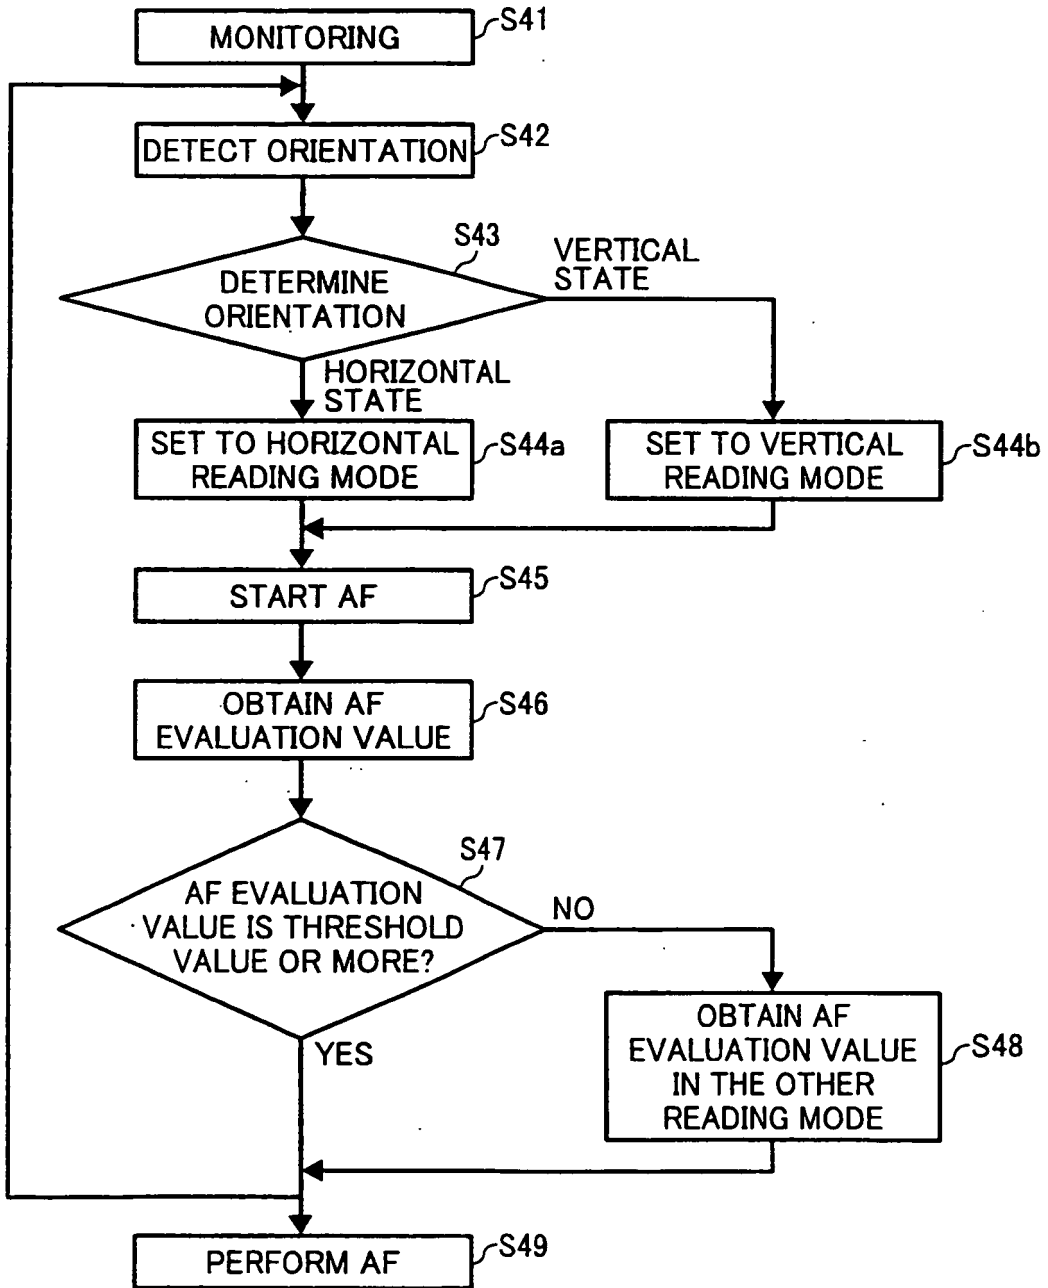 MONITORING
S41
DETECT ORIENTATION
S42
S43
DETERMINE
ORIENTATION
VERTICAL
STATE
HORIZONTAL
STATE
SET TO HORIZONTAL
READING MODE
S44a
SET TO VERTICAL
READING MODE
S44b
START AF
S45
OBTAIN AF
EVALUATION VALUE
S46
S47
AF EVALUATION
VALUE IS THRESHOLD
VALUE OR MORE?
NO
YES
OBTAIN AF
EVALUATION VALUE
IN THE OTHER
READING MODE
S48
PERFORM AF
S49